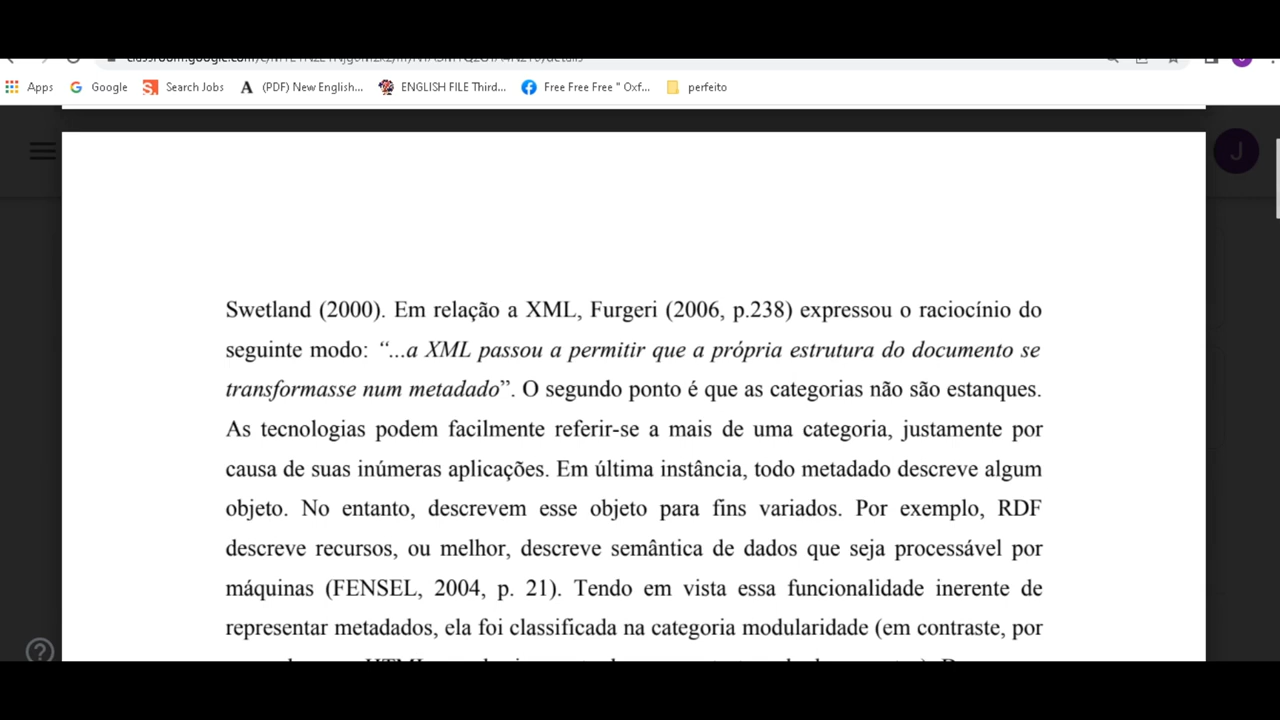 Apps Google Search Jobs (PDF) New English... ENGLISH FILE Third... Free Free Free " Oxf... perfeito
J
Swetland (2000). Em relação a XML, Furgeri (2006, p.238) expressou o raciocínio do
seguinte modo: “...a XML passou a permitir que a própria estrutura do documento se
transformasse num metadado”. O segundo ponto é que as categorias não são estanques.
As tecnologias podem facilmente referir-se a mais de uma categoria, justamente por
causa de suas inúmeras aplicações. Em última instância, todo metadado descreve algum
objeto. No entanto, descrevem esse objeto para fins variados. Por exemplo, RDF
descreve recursos, ou melhor, descreve semântica de dados que seja processável por
máquinas (FENSEL, 2004, p. 21). Tendo em vista essa funcionalidade inerente de
representar metadados, ela foi classificada na categoria modularidade (em contraste, por